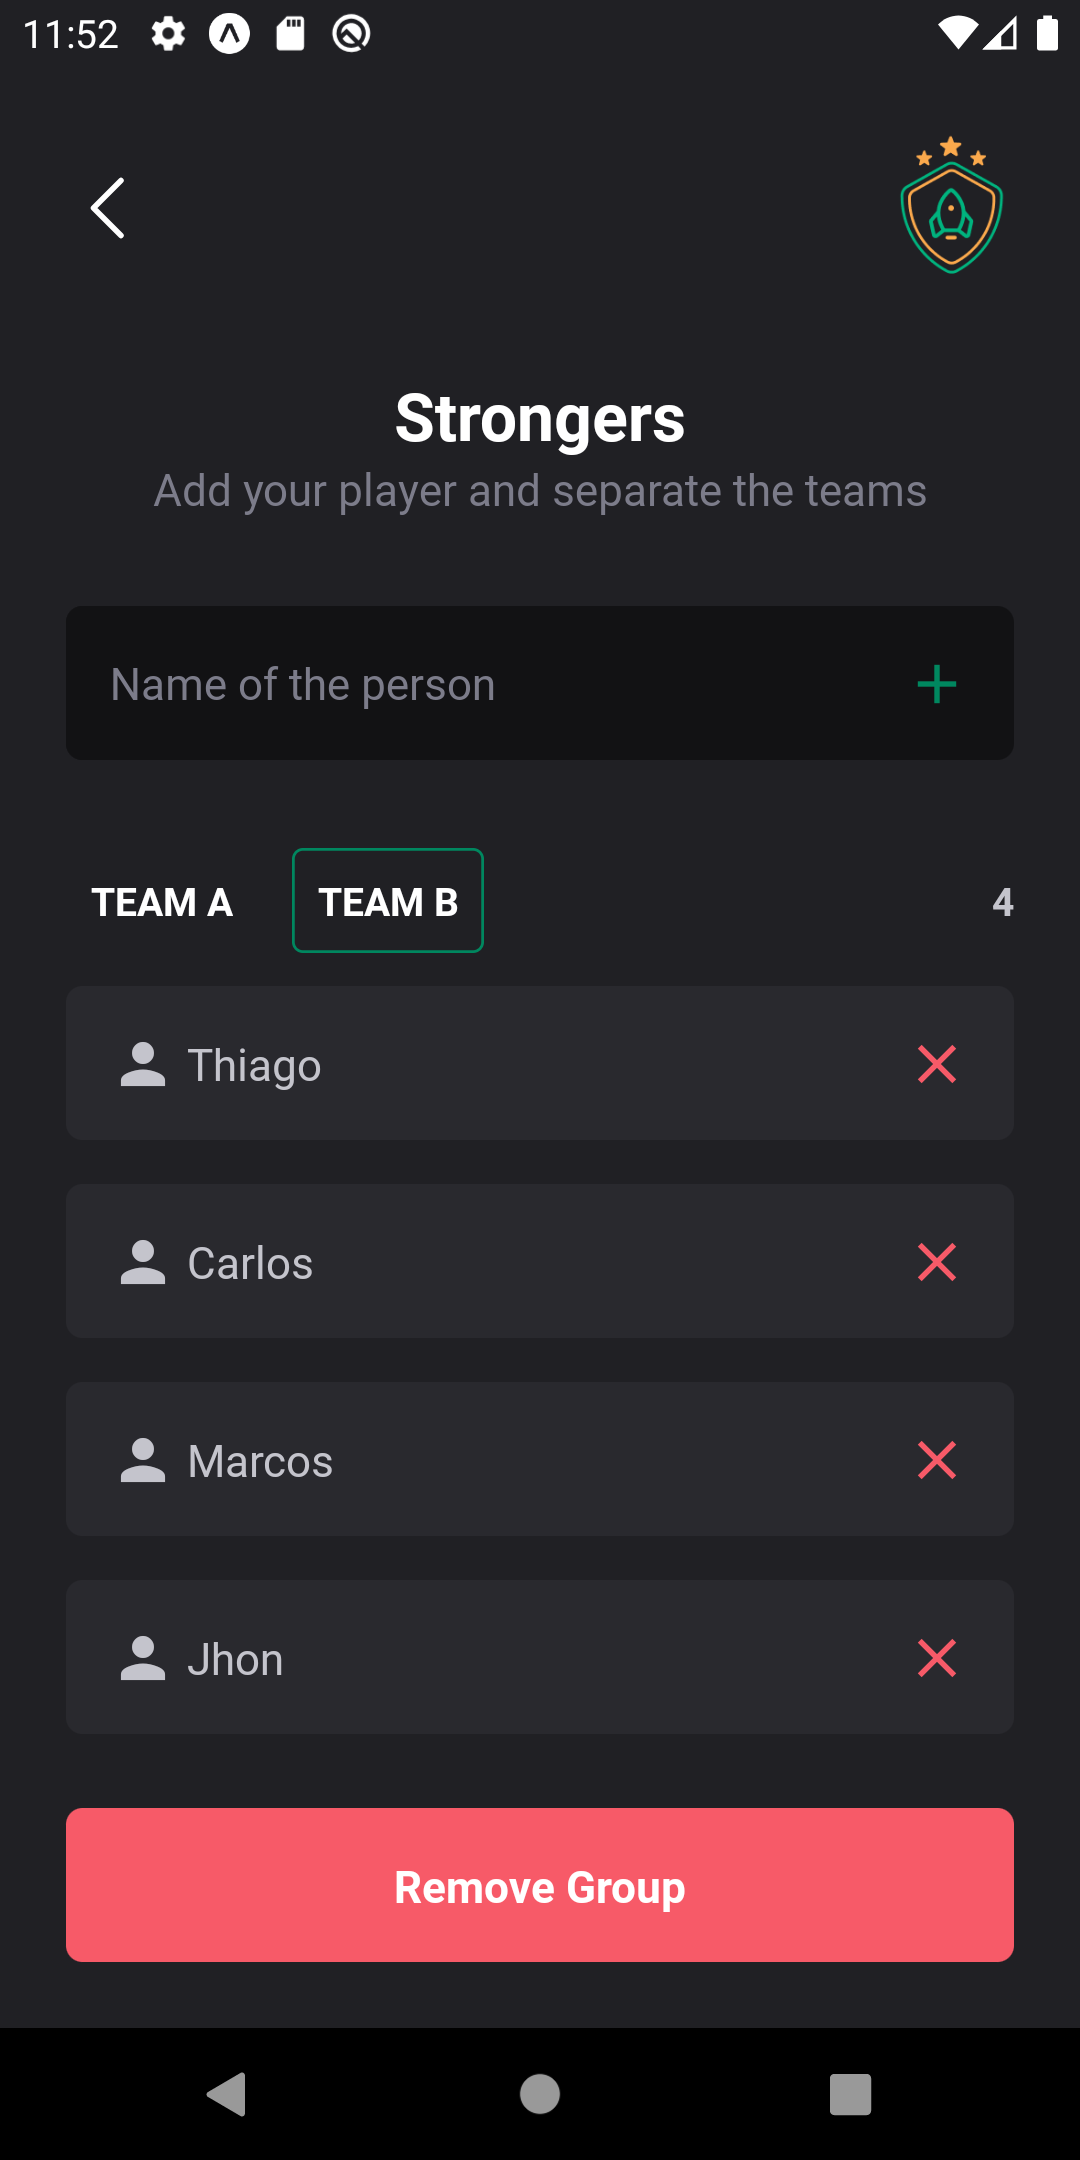 11:52
Strongers
Add your player and separate the teams
Name of the person
TEAM A TEAM B 4
Thiago
Carlos
Marcos
Jhon
Remove Group